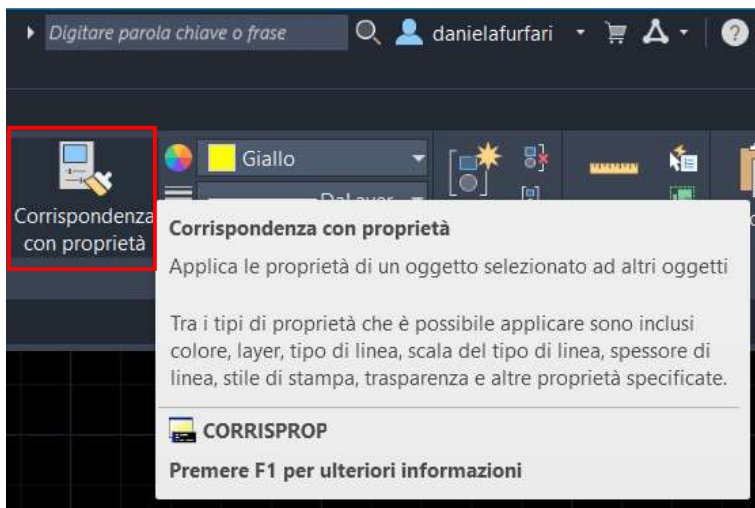 Digitare parola chiave o frase
danielafurfari
Giallo
DaLayer
Corrispondenza
con proprietà
Corrispondenza con proprietà
Applica le proprietà di un oggetto selezionato ad altri oggetti
Tra i tipi di proprietà che è possibile applicare sono inclusi
colore, layer, tipo di linea, scala del tipo di linea, spessore di
linea, stile di stampa, trasparenza e altre proprietà specificate.
CORRISPROP
Premere F1 per ulteriori informazioni